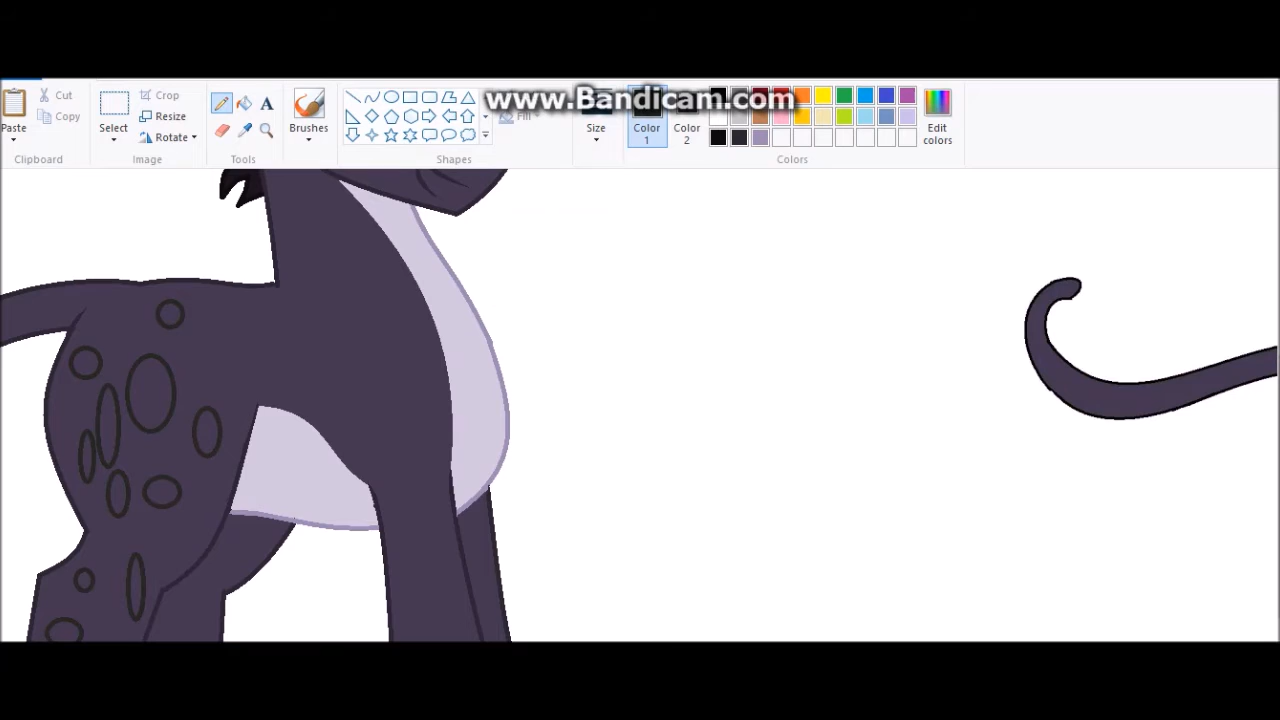 www.Bandicam.com
Cut
Copy
Paste
Clipboard
Crop
Resize
Rotate
Select
Image
A
Tools
Brushes
Shapes
Fill
Size
Color
1
Color
2
Edit
colors
Colors